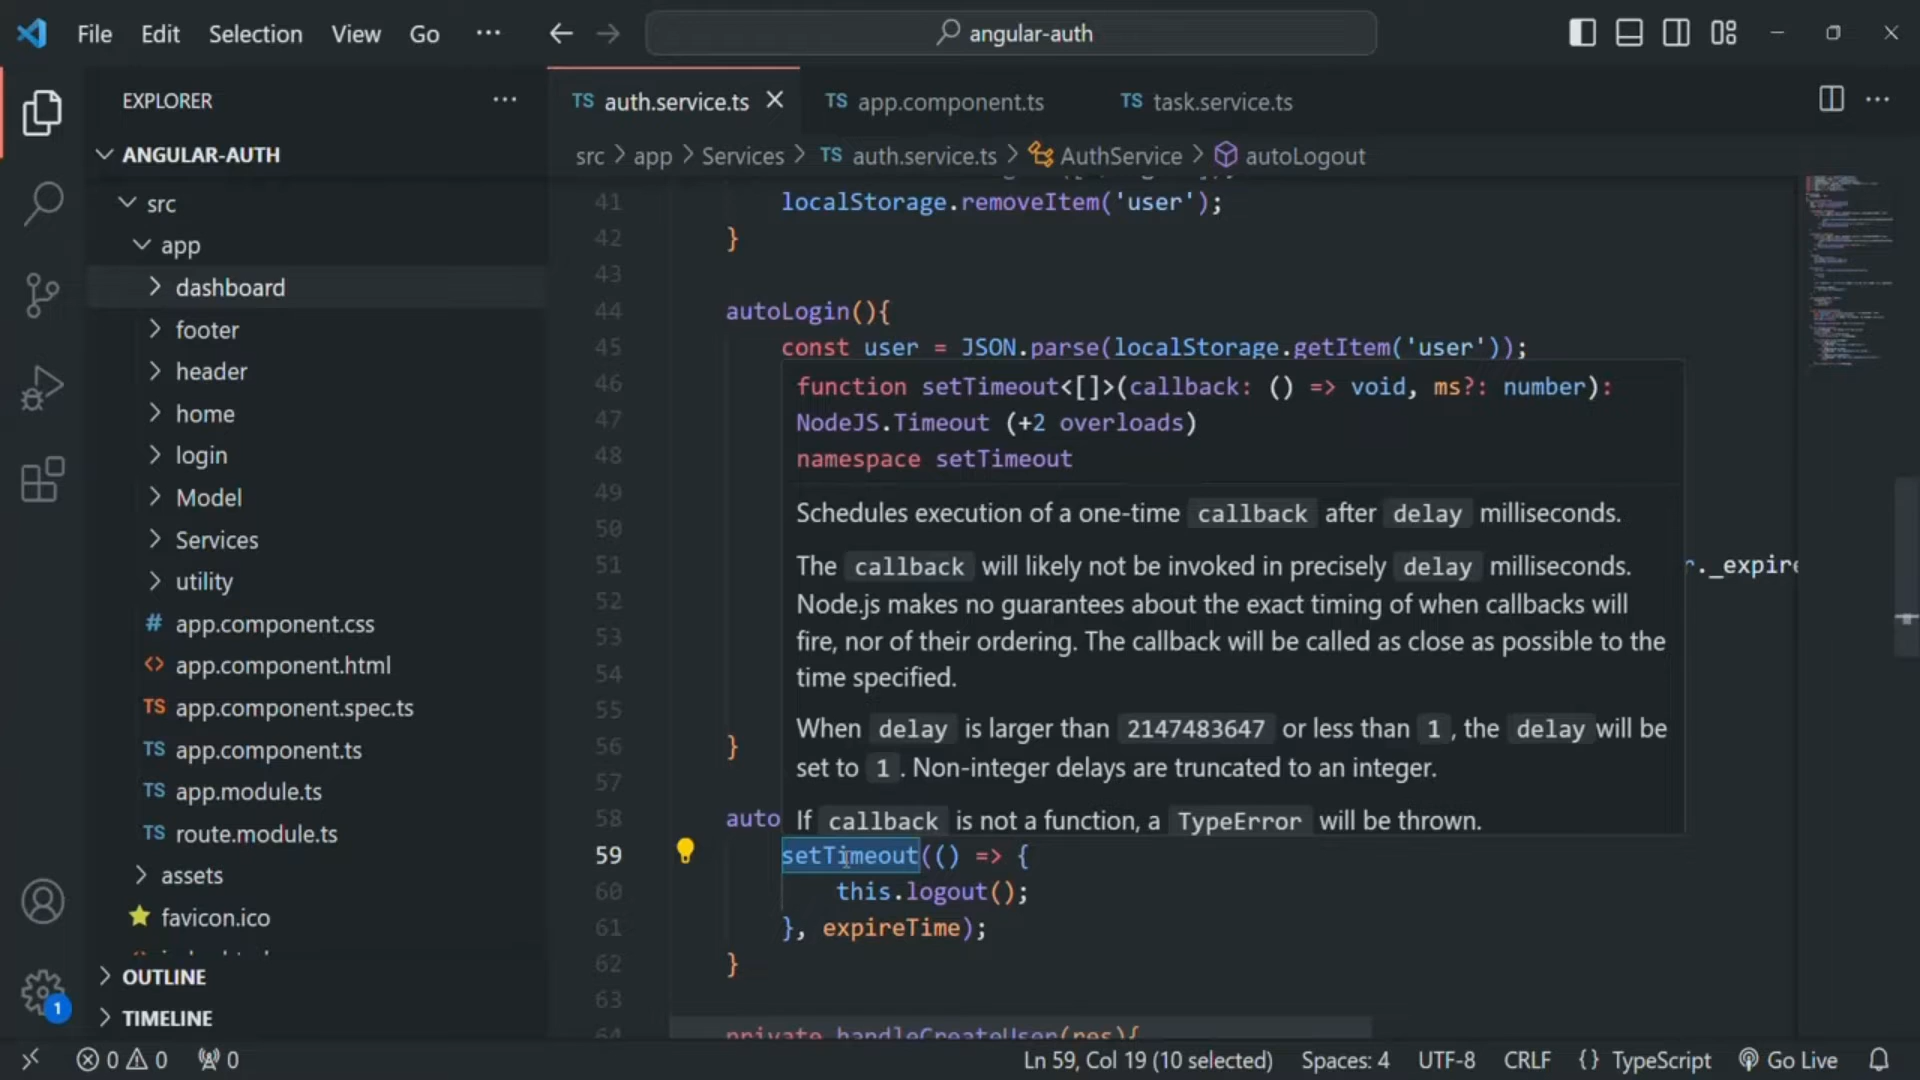 File Edit Selection View Go ··· angular-auth
EXPLORER ···
TS auth.service.ts TS app.component.ts TS task.service.ts ···
ANGULAR-AUTH
src > app > Services > TS auth.service.ts > AuthService > autoLogout
src
app
dashboard
footer
header
home
login
Model
Services
utility
# app.component.css
<> app.component.html
TS app.component.spec.ts
TS app.component.ts
TS app.module.ts
TS route.module.ts
assets
favicon.ico
OUTLINE
TIMELINE
41 localStorage.removeItem('user');
42 }
43
44 autoLogin(){
45 const user = JSON.parse(localStorage.getItem('user'));
46
47
48
49
50
51 ._expire
52
53
54
55
56 }
57
58 auto
59 setTimeout(() => {
60 this.logout();
61 }, expireTime);
62 }
63
64 private handleCreateUser(res){
function setTimeout<[]>(callback: () => void, ms?: number):
NodeJS.Timeout (+2 overloads)
namespace setTimeout
Schedules execution of a one-time callback after delay milliseconds.
The callback will likely not be invoked in precisely delay milliseconds.
Node.js makes no guarantees about the exact timing of when callbacks will
fire, nor of their ordering. The callback will be called as close as possible to the
time specified.
When delay is larger than 2147483647 or less than 1, the delay will be
set to 1. Non-integer delays are truncated to an integer.
If callback is not a function, a TypeError will be thrown.
1
0 0 0 Ln 59, Col 19 (10 selected) Spaces: 4 UTF-8 CRLF {} TypeScript Go Live